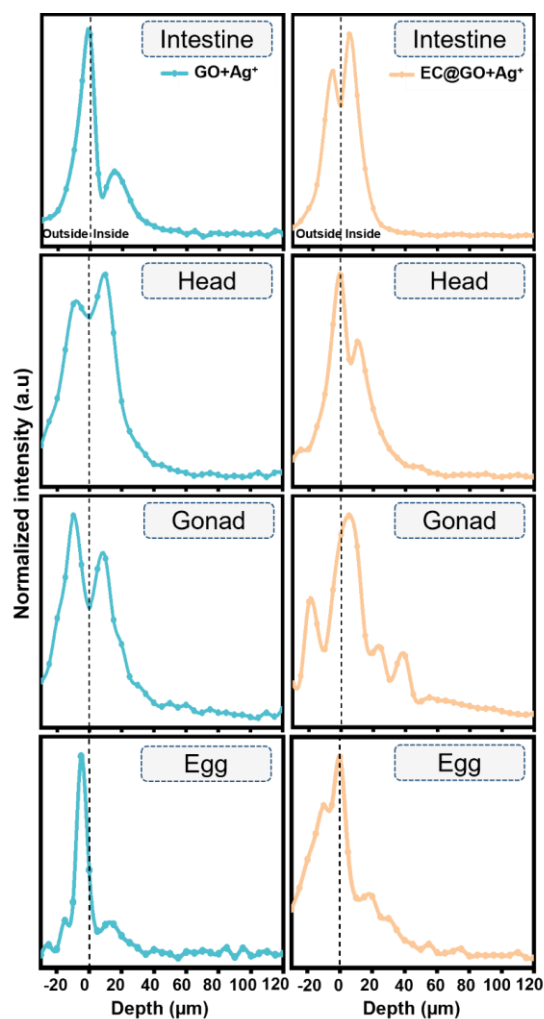 Intestine
GO+Ag⁺
Outside Inside
Intestine
EC@GO+Ag⁺
Outside Inside
Head
Head
Gonad
Gonad
Egg
Egg
Normalized intensity (a.u)
-20 0 20 40 60 80 100 120
-20 0 20 40 60 80 100 120
Depth (μm)
Depth (μm)